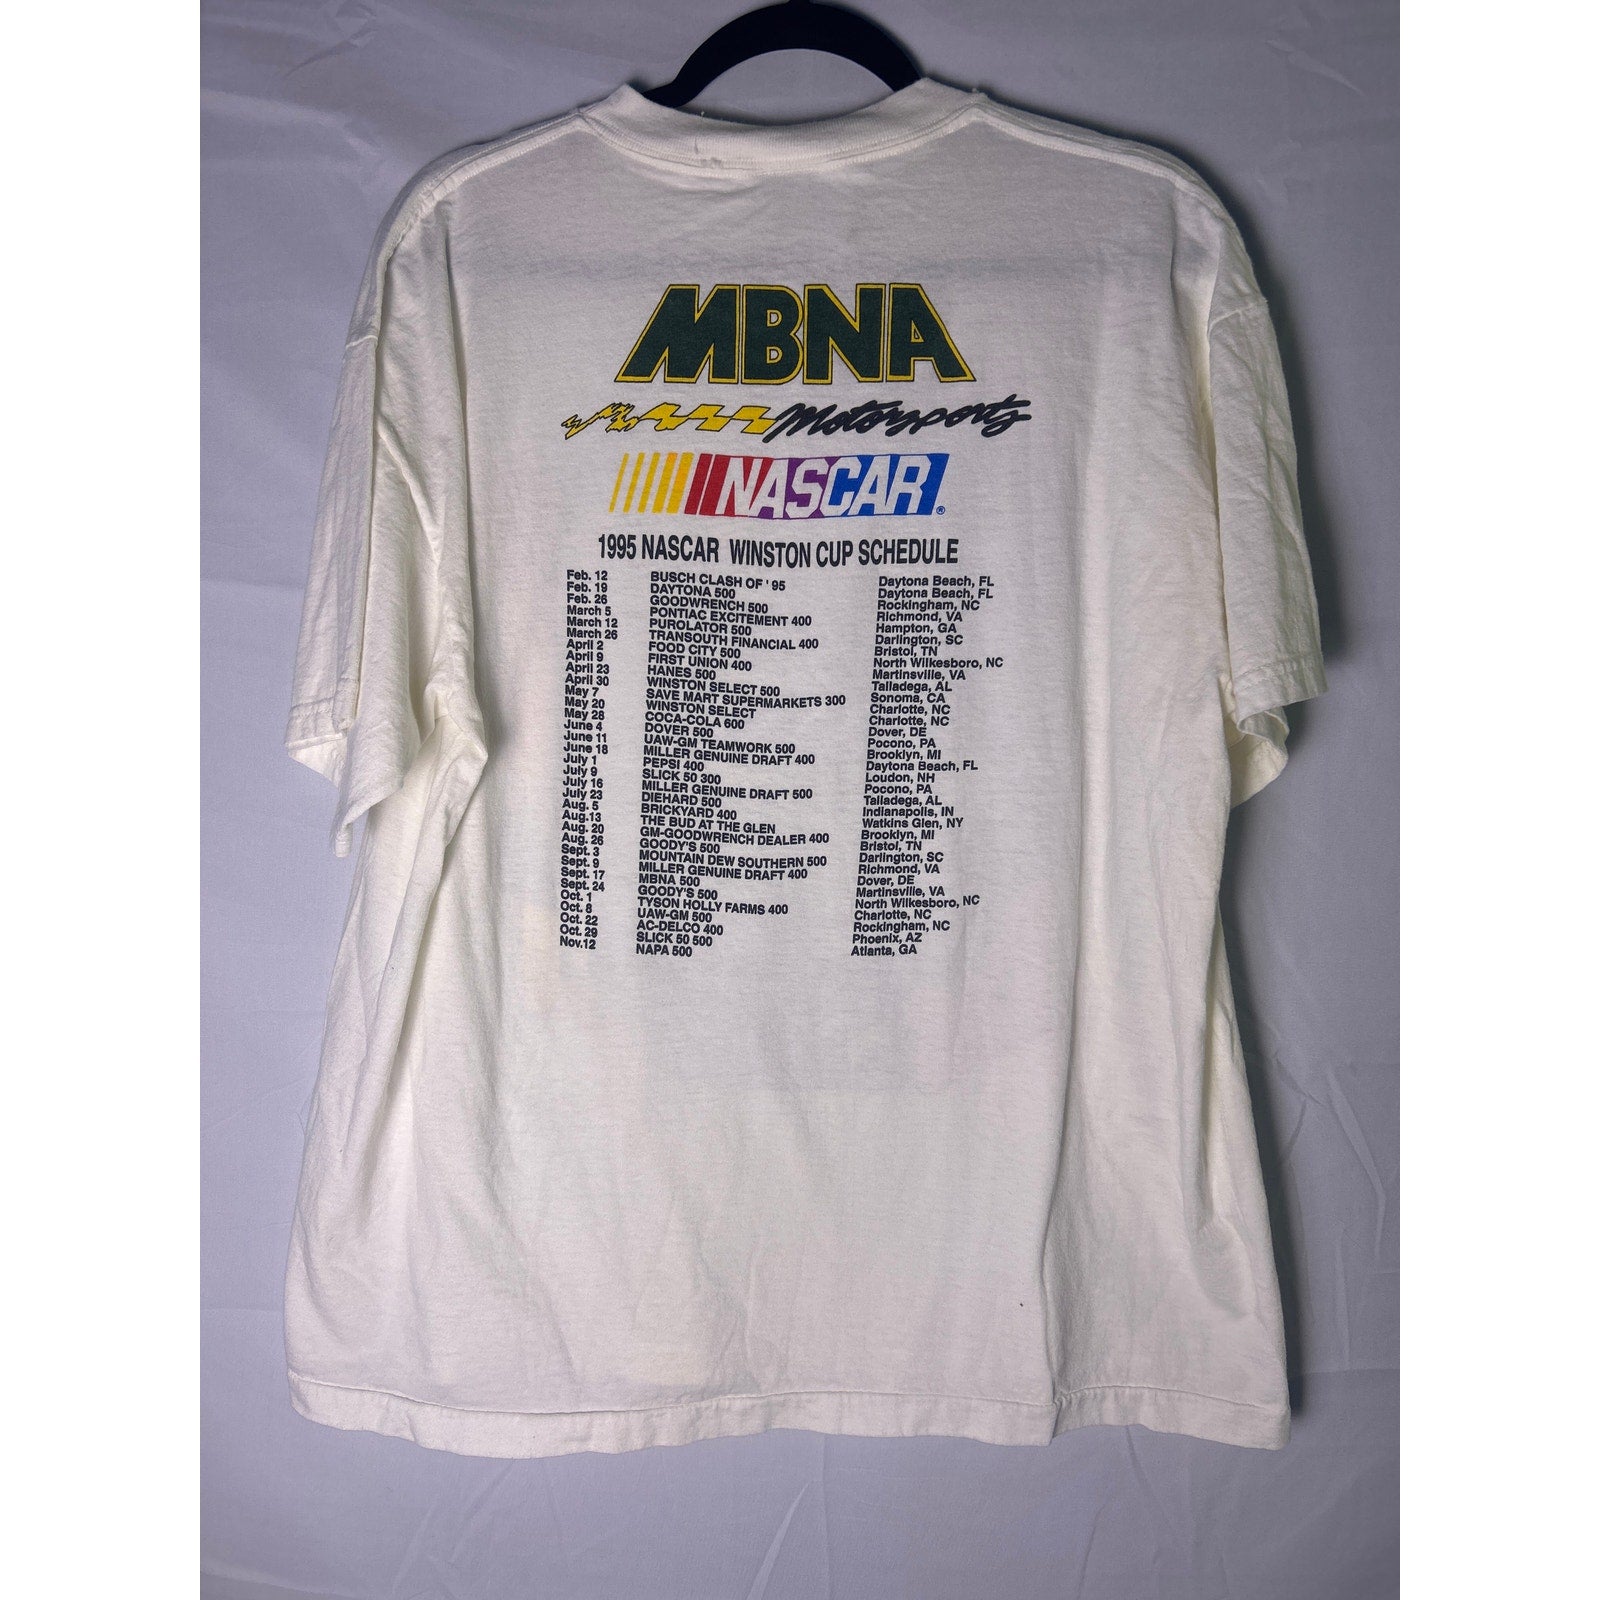 MBNA
Motorsports
NASCAR®
1995 NASCAR WINSTON CUP SCHEDULE
Feb. 12 BUSCH CLASH OF '95 Daytona Beach, FL
Feb. 19 DAYTONA 500 Daytona Beach, FL
Feb. 26 GOODWRENCH 500 Rockingham, NC
March 5 PONTIAC EXCITEMENT 400 Richmond, VA
March 12 PUROLATOR 500 Hampton, GA
March 26 TRANSOUTH FINANCIAL 400 Darlington, SC
April 2 FOOD CITY 500 Bristol, TN
April 9 FIRST UNION 400 North Wilkesboro, NC
April 23 HANES 500 Martinsville, VA
April 30 WINSTON SELECT 500 Talladega, AL
May 7 SAVE MART SUPERMARKETS 300 Sonoma, CA
May 20 WINSTON SELECT Charlotte, NC
May 28 COCA-COLA 600 Charlotte, NC
June 4 DOVER 500 Dover, DE
June 11 UAW-GM TEAMWORK 500 Pocono, PA
June 18 MILLER GENUINE DRAFT 400 Brooklyn, MI
July 1 PEPSI 400 Daytona Beach, FL
July 9 SLICK 50 300 Loudon, NH
July 16 MILLER GENUINE DRAFT 500 Pocono, PA
July 23 DIEHARD 500 Talladega, AL
Aug. 5 BRICKYARD 400 Indianapolis, IN
Aug.13 THE BUD AT THE GLEN Watkins Glen, NY
Aug. 20 GM-GOODWRENCH DEALER 400 Brooklyn, MI
Aug. 26 GOODY'S 500 Bristol, TN
Sept. 3 MOUNTAIN DEW SOUTHERN 500 Darlington, SC
Sept. 9 MILLER GENUINE DRAFT 400 Richmond, VA
Sept. 17 MBNA 500 Dover, DE
Sept. 24 GOODY'S 500 Martinsville, VA
Oct. 1 TYSON HOLLY FARMS 400 North Wilkesboro, NC
Oct. 8 UAW-GM 500 Charlotte, NC
Oct. 22 AC-DELCO 400 Rockingham, NC
Oct. 29 SLICK 50 500 Phoenix, AZ
Nov.12 NAPA 500 Atlanta, GA